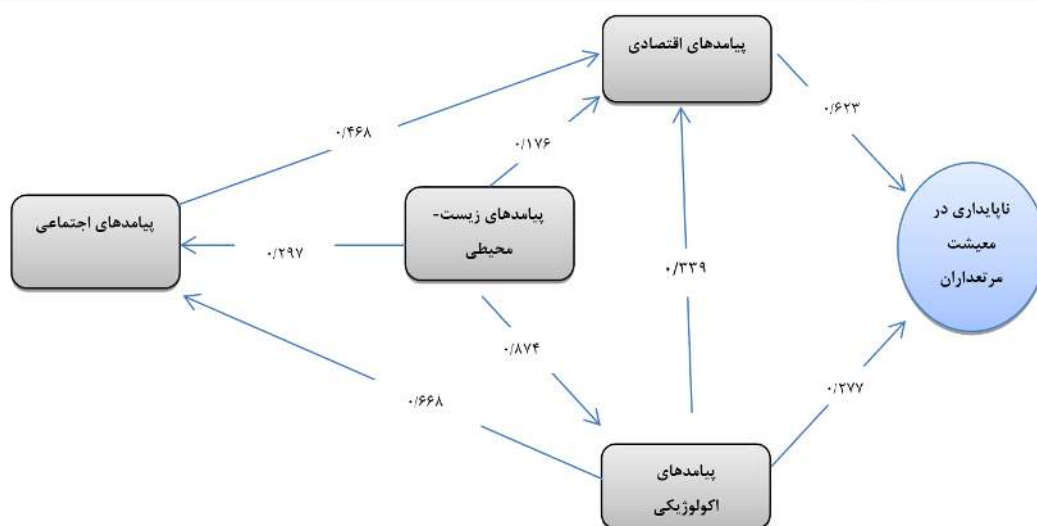 پیامدهای اقتصادی
۰/۶۲۳
۰/۴۶۸
۰/۱۷۶
ناپایداری در
معیشت
مرتعداران
پیامدهای زیست-
محیطی
پیامدهای اجتماعی
۰/۲۹۷
۰/۳۳۹
۰/۸۷۴
۰/۲۷۷
۰/۶۶۸
پیامدهای
اکولوژیکی